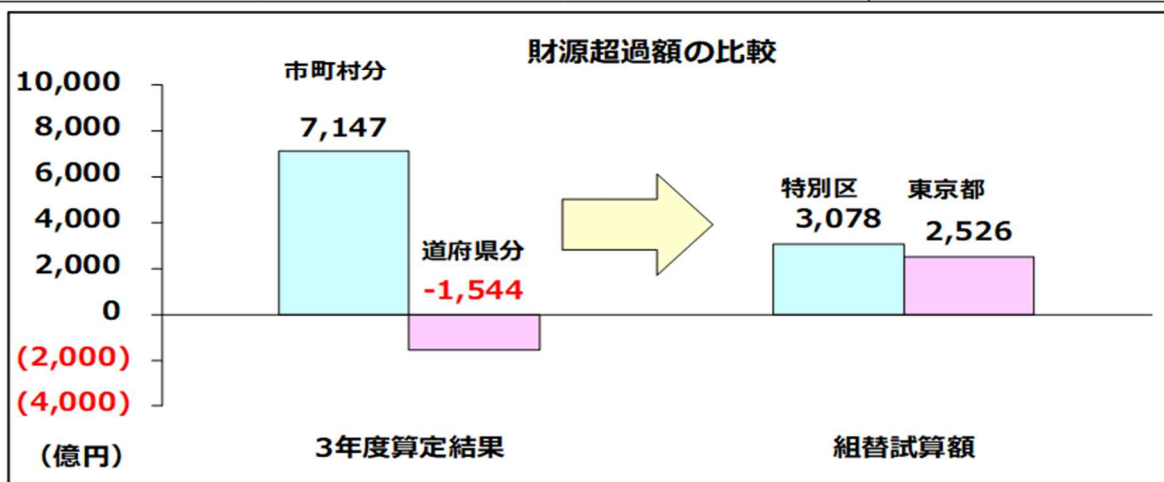 財源超過額の比較
10,000
8,000
6,000
4,000
2,000
0
(2,000)
(4,000)
(億円)
市町村分
7,147
道府県分
-1,544
特別区
3,078
東京都
2,526
3年度算定結果
組替試算額